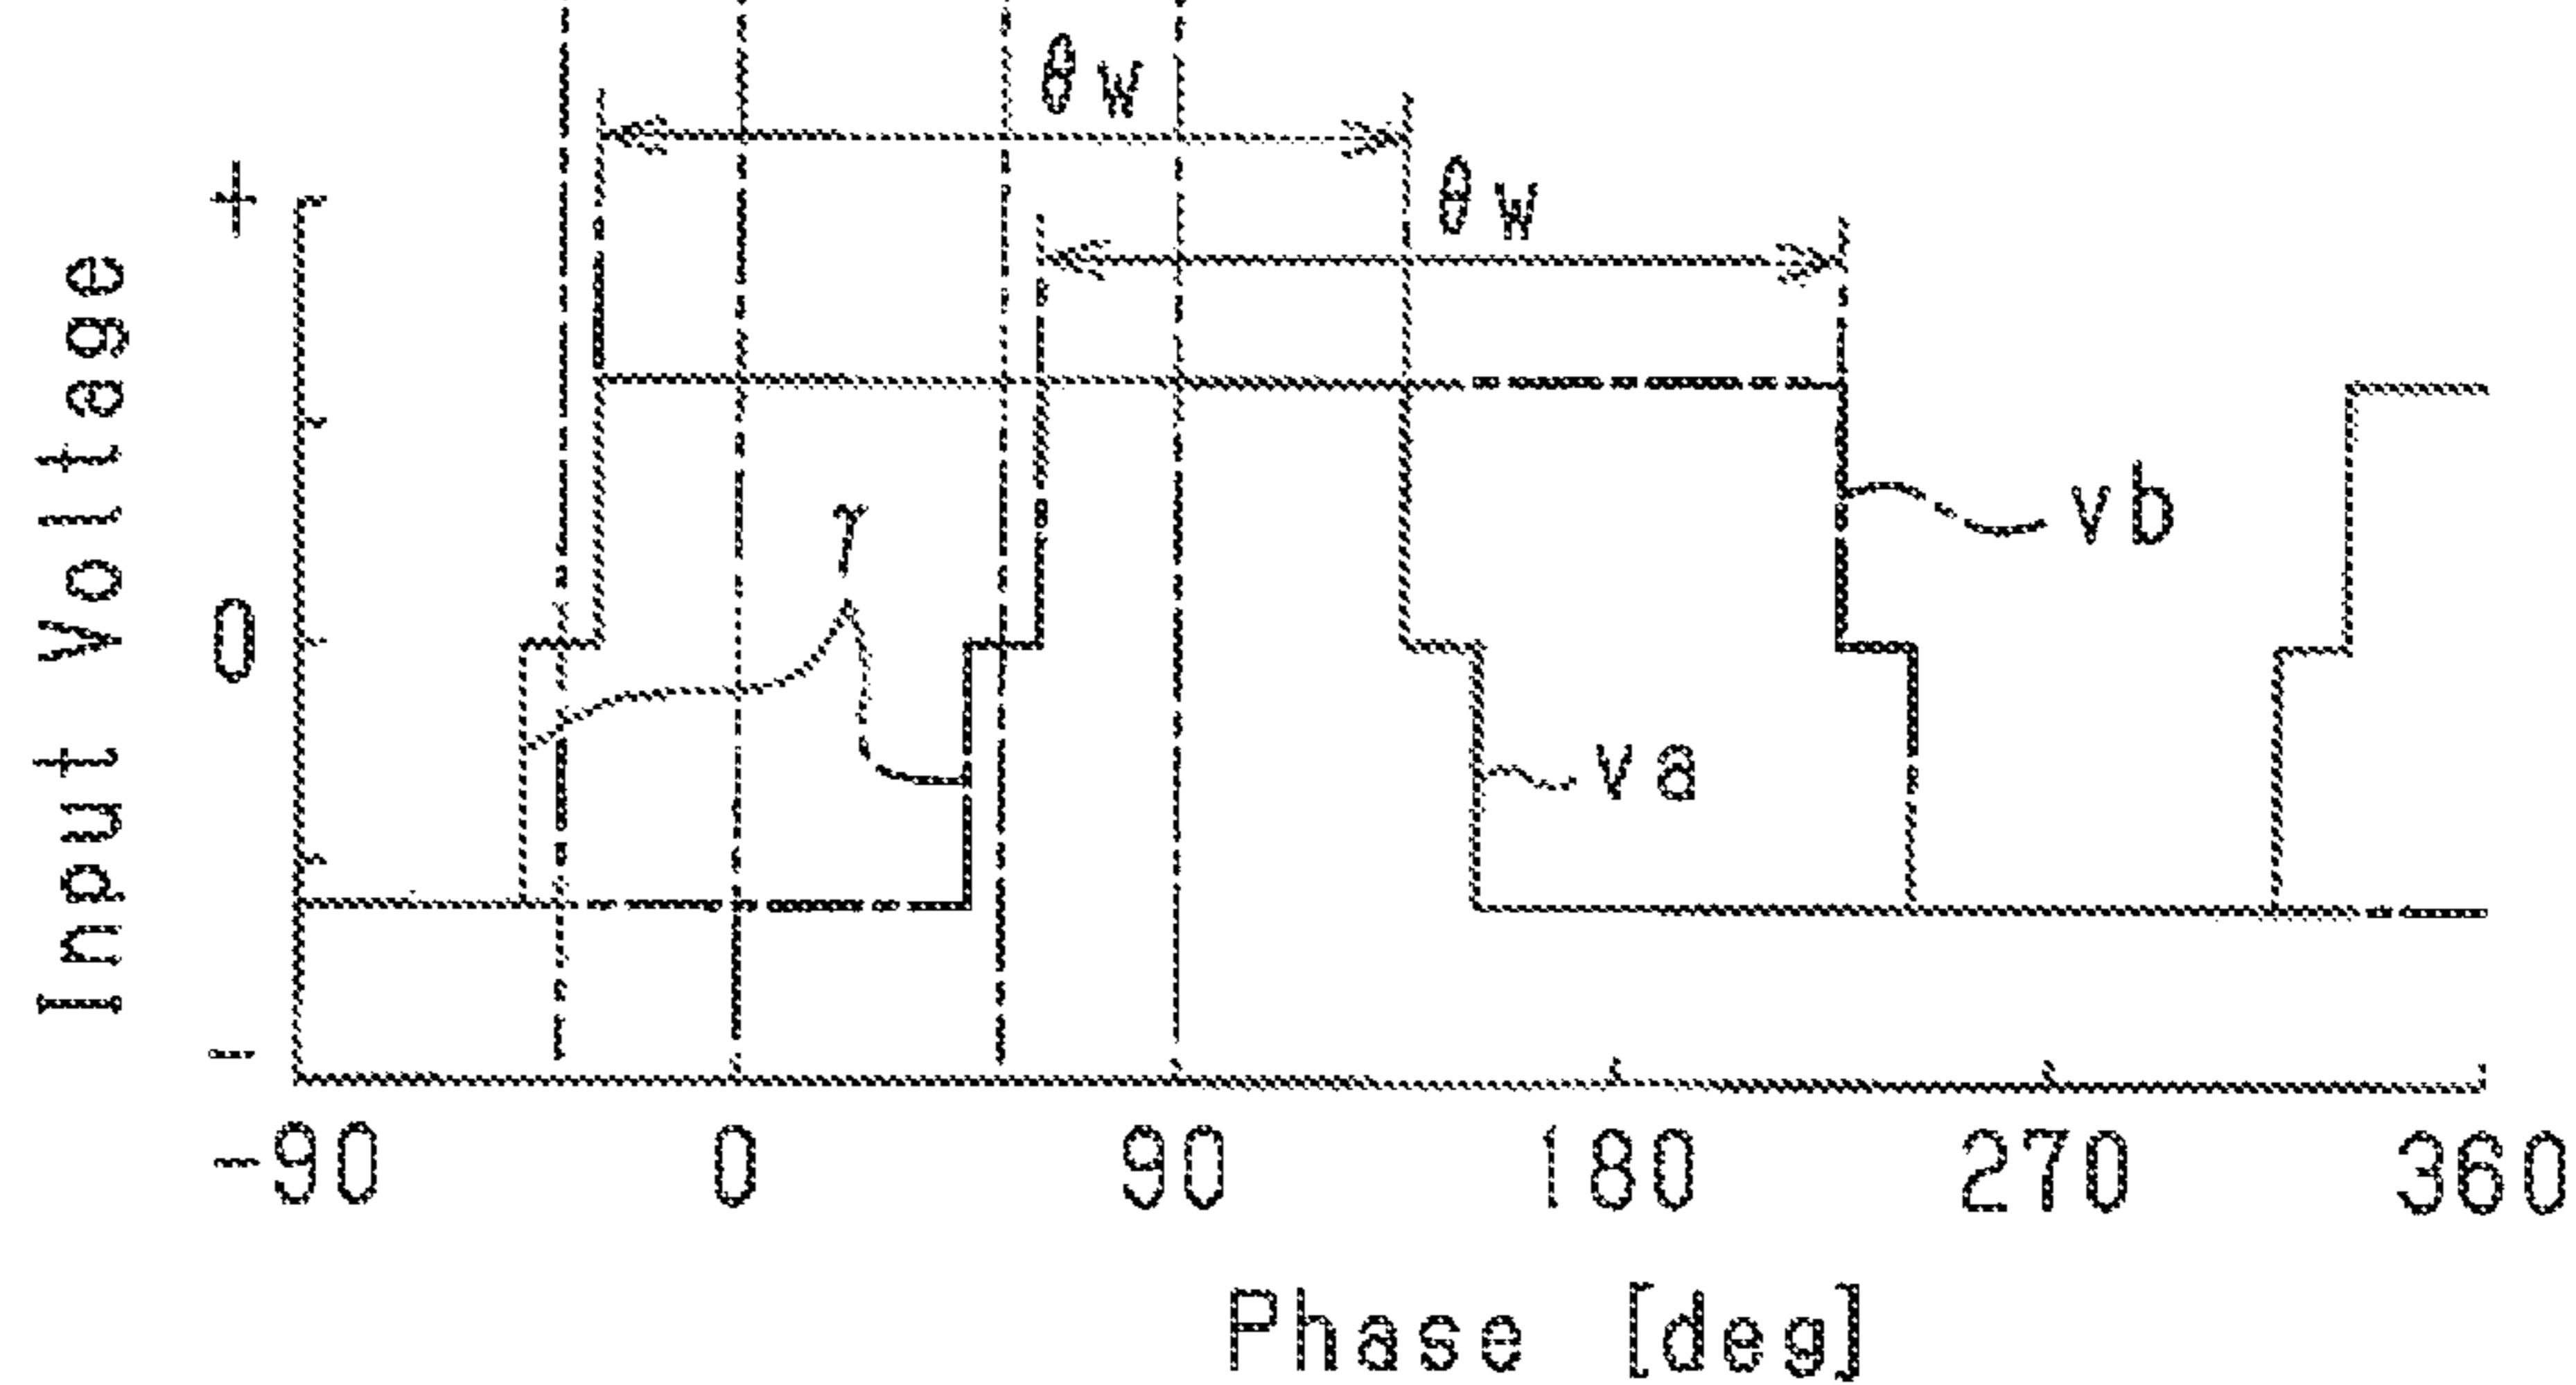 θw
θw
+
Input Voltage
0
γ
vb
va
-
-90 0 90 180 270 360
Phase [deg]